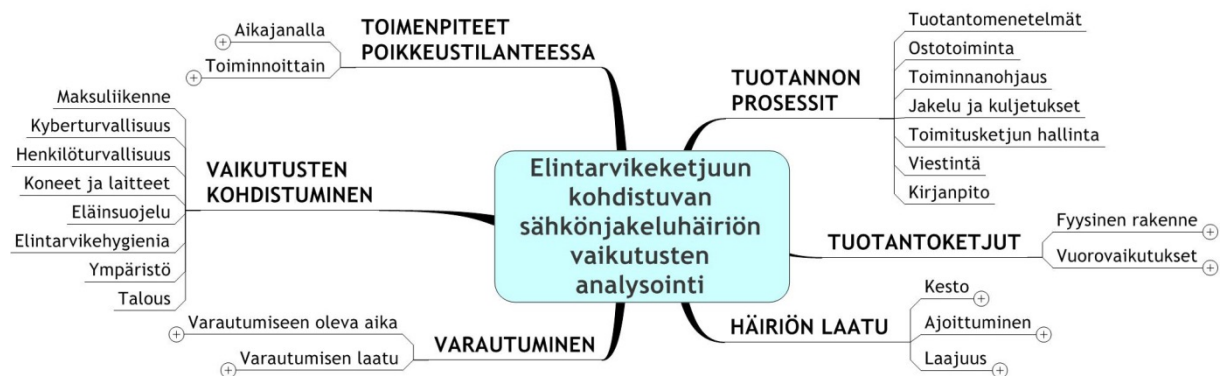 Aikajanalla
Toiminnoittain
TOIMENPITEET
POIKKEUSTILANTEESSA
Maksuliikenne
Kyberturvallisuus
Henkilöturvallisuus
Koneet ja laitteet
Eläinsuojelu
Elintarvikehygienia
Ympäristö
Talous
VAIKUTUSTEN
KOHDISTUMINEN
Varautumiseen oleva aika
Varautumisen laatu
VARAUTUMINEN
Elintarvikeketjuun
kohdistuvan
sähkönjakeluhäiriön
vaikutusten
analysointi
TUOTANNON
PROSESSIT
Tuotantomenetelmät
Ostotoiminta
Toiminnanohjaus
Jakelu ja kuljetukset
Toimitusketjun hallinta
Viestintä
Kirjanpito
TUOTANTOKETJUT
Fyysinen rakenne
Vuorovaikutukset
HÄIRIÖN LAATU
Kesto
Ajoittuminen
Laajuus